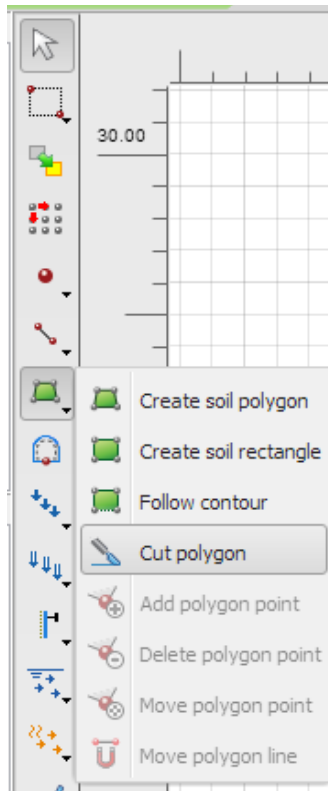 30.00
Create soil polygon
Create soil rectangle
Follow contour
Cut polygon
Add polygon point
Delete polygon point
Move polygon point
Move polygon line